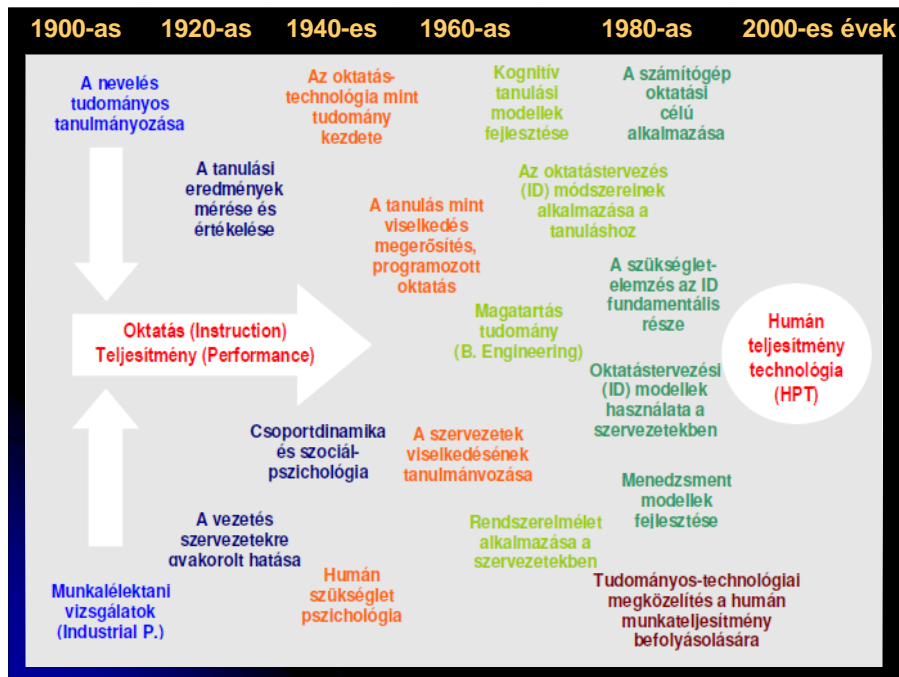 1900-as 1920-as 1940-es 1960-as 1980-as 2000-es évek
A nevelés
tudományos
tanulmányozása
Az oktatás-
technológia mint
tudomány
kezdete
Kognitív
tanulási
modellek
fejlesztése
A számítógép
oktatási
célú
alkalmazása
A tanulási
eredmények
mérése és
értékelése
A tanulás mint
viselkedés
megerősítés,
programozott
oktatás
Az oktatástervezés
(ID) módszereinek
alkalmazása a
tanuláshoz
A szükséglet-
elemzés az ID
fundamentális
része
Oktatás (Instruction)
Teljesítmény (Performance)
Magatartás
tudomány
(B. Engineering)
Humán
teljesítmény
technológia
(HPT)
Oktatástervezési
(ID) modellek
használata a
szervezetekben
Csoportdinamika
és szociál-
pszichológia
A szervezetek
viselkedésének
tanulmányozása
Menedzsment
modellek
fejlesztése
A vezetés
szervezetekre
gyakorolt hatása
Rendszerelmélet
alkalmazása a
szervezetekben
Munkalélektani
vizsgálatok
(Industrial P.)
Humán
szükséglet
pszichológia
Tudományos-technológiai
megközelítés a humán
munkateljesítmény
befolyásolására